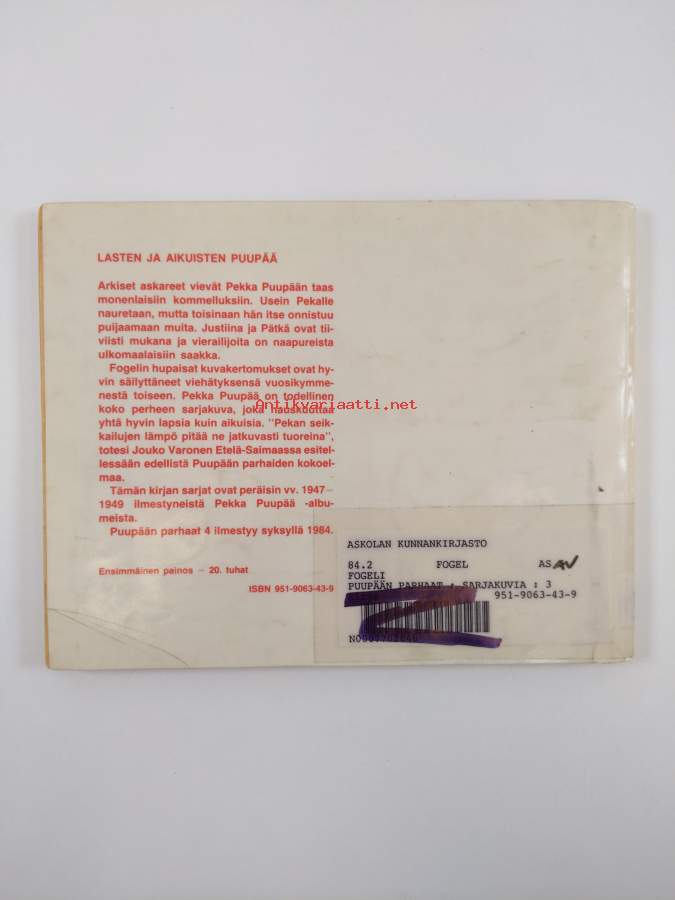 LASTEN JA AIKUISTEN PUUPÄÄ
Arkiset askareet vievät Pekka Puupään taas
monenlaisiin kommelluksiin. Usein Pekalle
nauretaan, mutta toisinaan hän itse onnistuu
puijaamaan muita. Justiina ja Pätkä ovat tii-
viisti mukana ja vierailijoita on naapureista
ulkomaalaisiin saakka.
Fogelin hupaisat kuvakertomukset ovat hy-
vin säilyttäneet viehätyksensä vuosikymme-
nestä toiseen. Pekka Puupää on todellinen
koko perheen sarjakuva, joka hauskouttaa
Antikvariaatti.net
yhtä hyvin lapsia kuin aikuisia. "Pekan seik-
kailujen lämpö pitää ne jatkuvasti tuoreina",
totesi Jouko Varonen Etelä-Saimaassa esitel-
lessään edellistä Puupään parhaiden kokoel-
maa.
Tämän kirjan sarjat ovat peräisin vv. 1947–
1949 ilmestyneistä Pekka Puupää -albu-
meista.
Puupään parhaat 4 ilmestyy syksyllä 1984.
Ensimmäinen painos – 20. tuhat
ISBN 951-9063-43-9
ASKOLAN KUNNANKIRJASTO
84.2 FOGEL AS AV
FOGELI
PUUPÄÄN PARHAAT : SARJAKUVIA : 3
951-9063-43-9